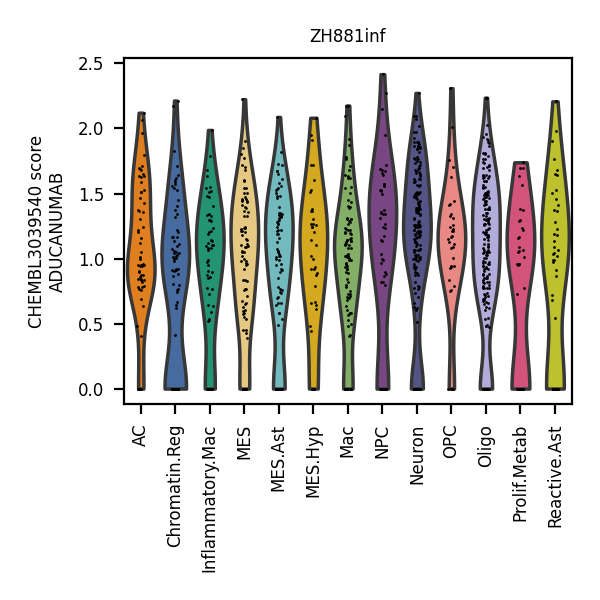 ZH881inf
CHEMBL3039540 score
ADUCANUMAB
2.5
2.0
1.5
1.0
0.5
0.0
AC
Chromatin.Reg
Inflammatory.Mac
MES
MES.Ast
MES.Hyp
Mac
NPC
Neuron
OPC
Oligo
Prolif.Metab
Reactive.Ast